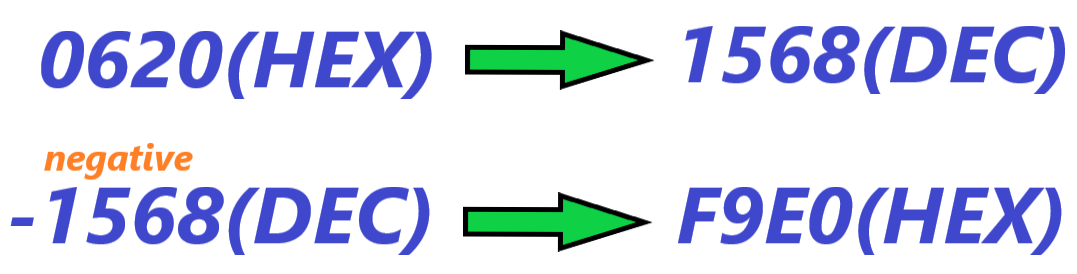 0620(HEX) 1568(DEC)
negative
-1568(DEC) F9E0(HEX)